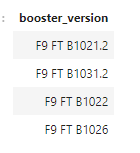 : booster_version
F9 FT B1021.2
F9 FT B1031.2
F9 FT B1022
F9 FT B1026